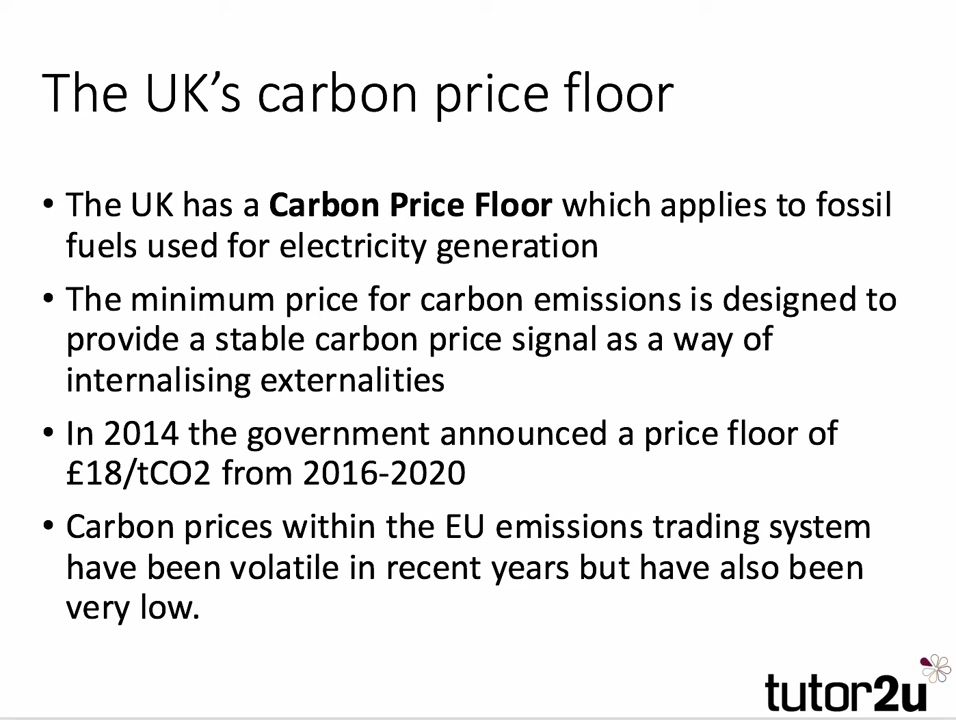 The UK’s carbon price floor
• The UK has a Carbon Price Floor which applies to fossil
fuels used for electricity generation
• The minimum price for carbon emissions is designed to
provide a stable carbon price signal as a way of
internalising externalities
• In 2014 the government announced a price floor of
£18/tCO2 from 2016-2020
• Carbon prices within the EU emissions trading system
have been volatile in recent years but have also been
very low.
tutor2u